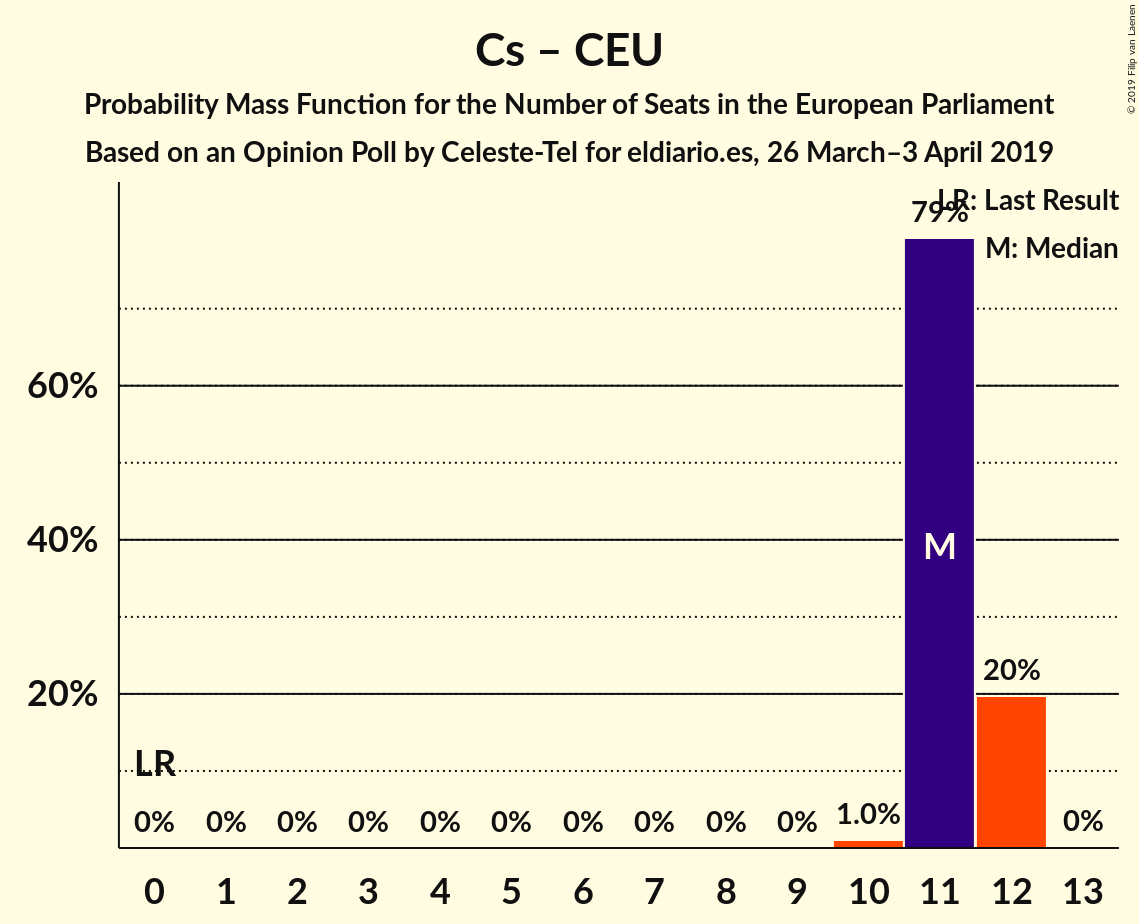 Cs – CEU
Probability Mass Function for the Number of Seats in the European Parliament
Based on an Opinion Poll by Celeste-Tel for eldiario.es, 26 March–3 April 2019
© 2019 Filip van Laenen
LR: Last Result
M: Median
79%
60%
40%
M
20%
20%
LR
0% 0% 0% 0% 0% 0% 0% 0% 0% 0% 1.0% 0%
0 1 2 3 4 5 6 7 8 9 10 11 12 13